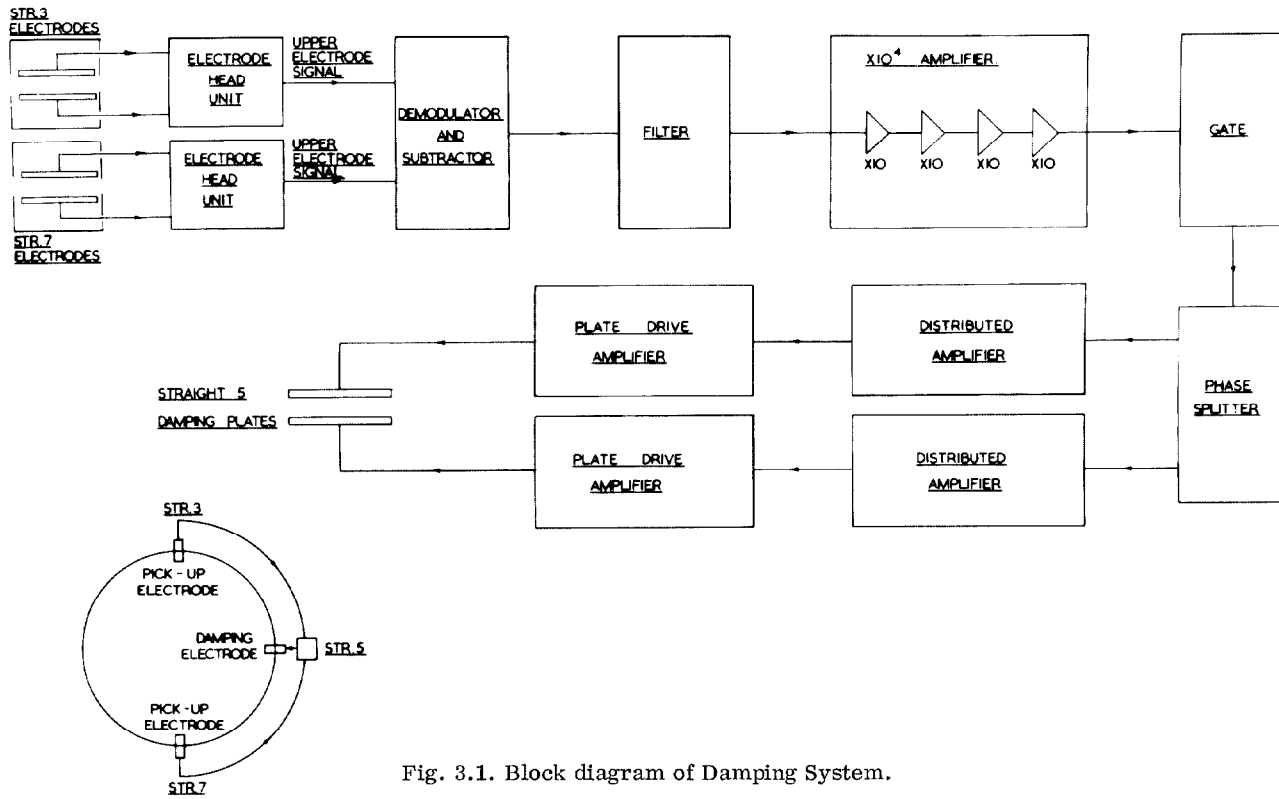 STR.3
ELECTRODES
ELECTRODE
HEAD
UNIT
UPPER
ELECTRODE
SIGNAL
ELECTRODE
HEAD
UNIT
UPPER
ELECTRODE
SIGNAL
STR.7
ELECTRODES
DEMODULATOR
AND
SUBTRACTOR
FILTER
X10⁴ AMPLIFIER.
X10 X10 X10 X10
GATE
PHASE
SPLITTER
DISTRIBUTED
AMPLIFIER
PLATE DRIVE
AMPLIFIER
DISTRIBUTED
AMPLIFIER
PLATE DRIVE
AMPLIFIER
STRAIGHT 5
DAMPING PLATES
STR.3
PICK-UP
ELECTRODE
DAMPING
ELECTRODE
STR.5
PICK-UP
ELECTRODE
STR.7
Fig. 3.1. Block diagram of Damping System.